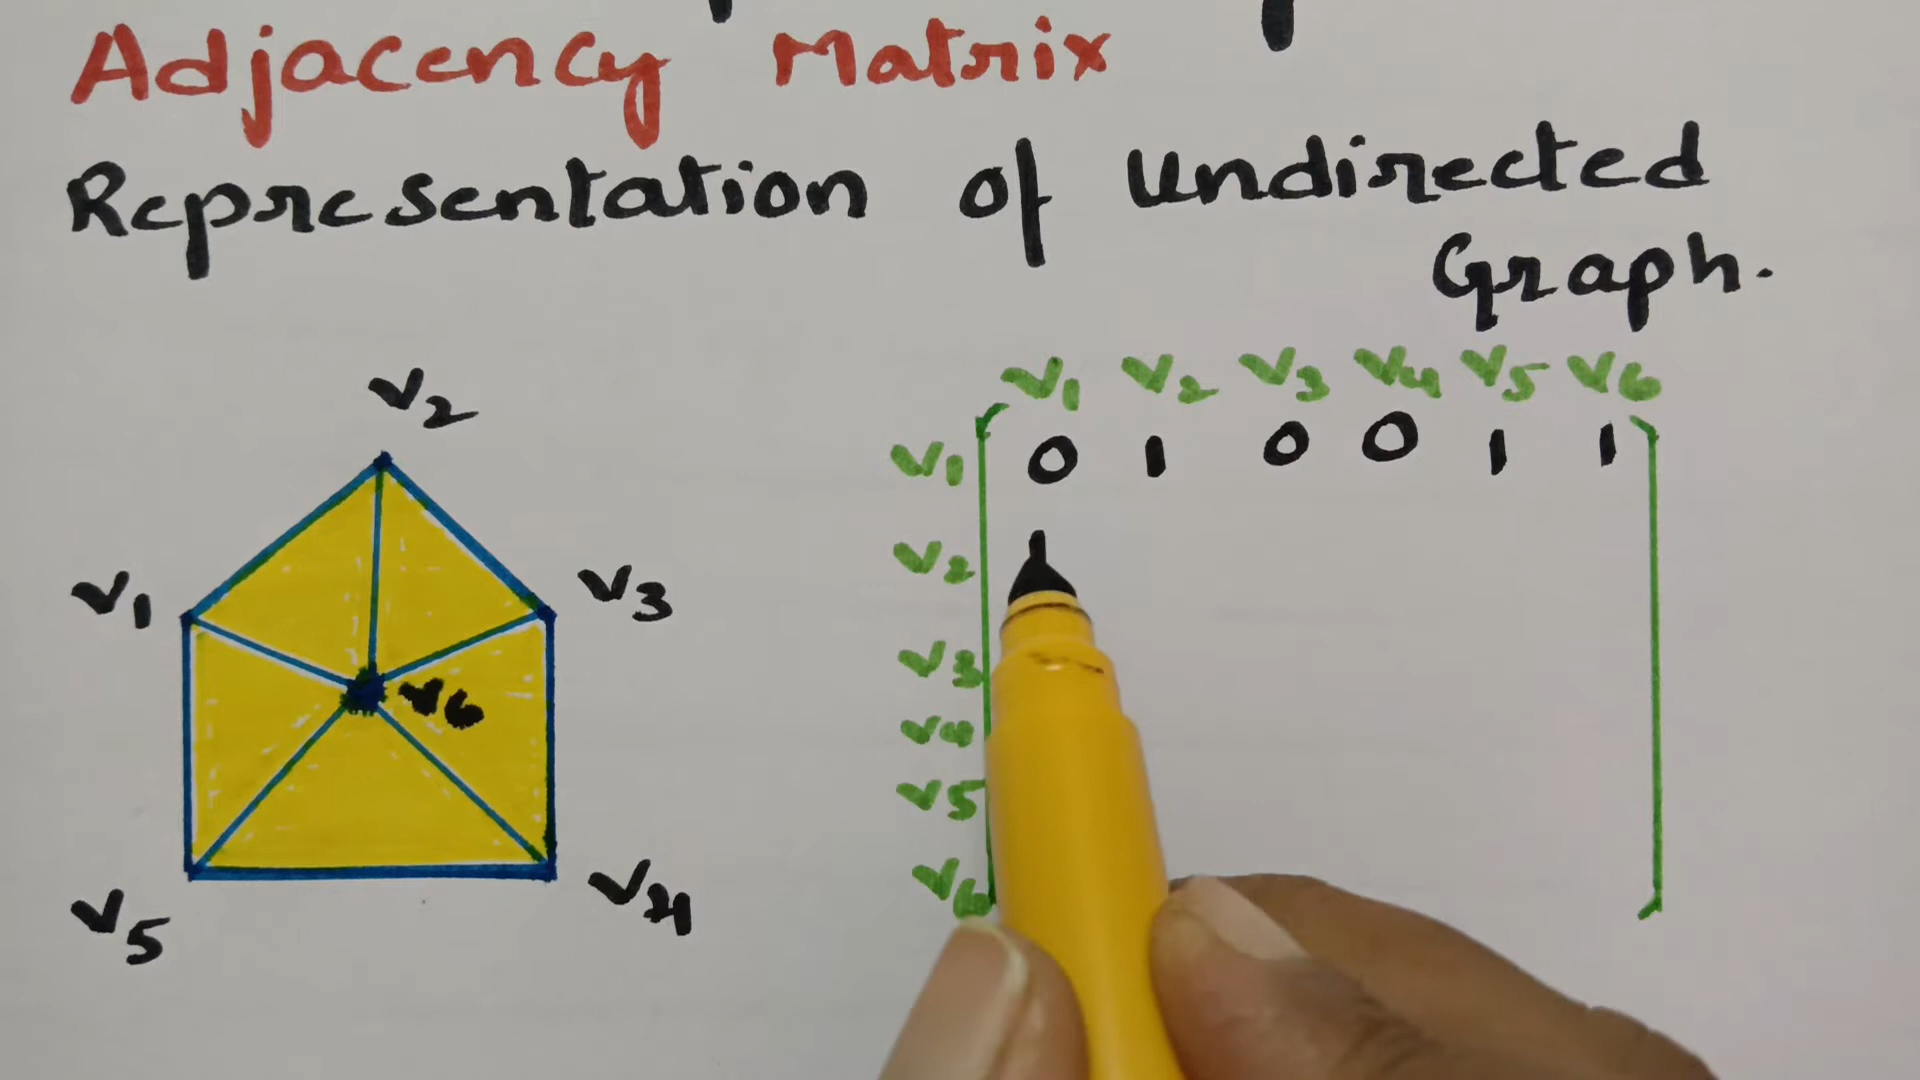 Adjacency Matrix
Representation of undirected
Graph.
V2
V1
V3
V6
V5
V4
V1 V2 V3 V4 V5 V6
V1 0 1 0 0 1 1
V2
V3
V4
V5
V6